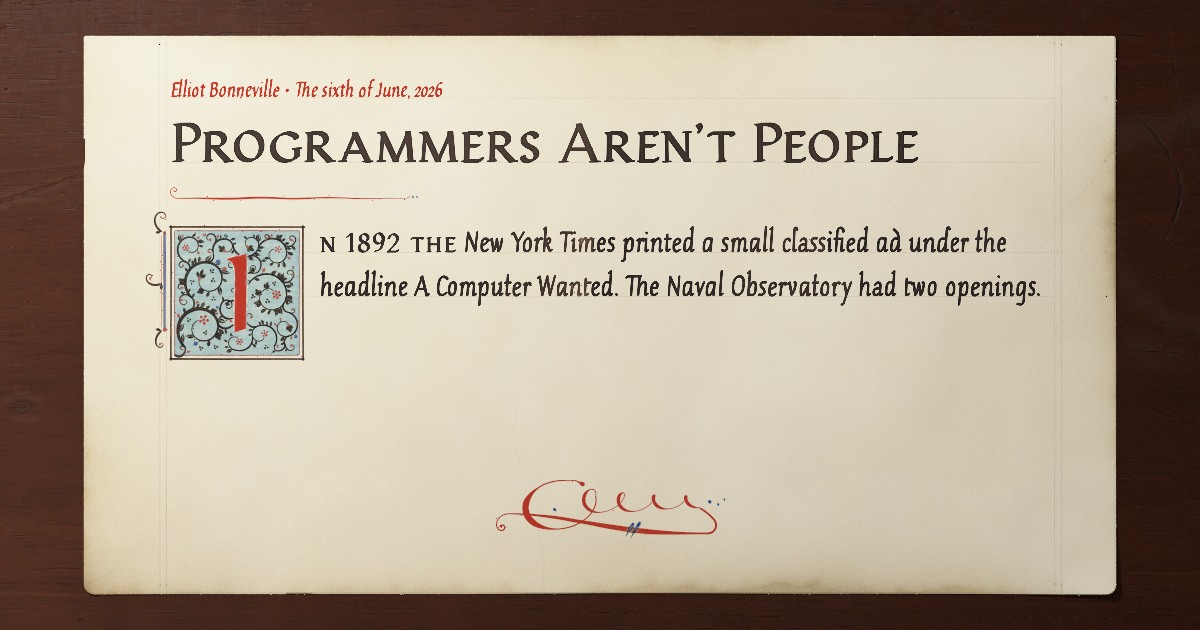 Elliot Bonneville • The sixth of June, 2026
Programmers Aren't People
In 1892 the New York Times printed a small classified ad under the
headline A Computer Wanted. The Naval Observatory had two openings.